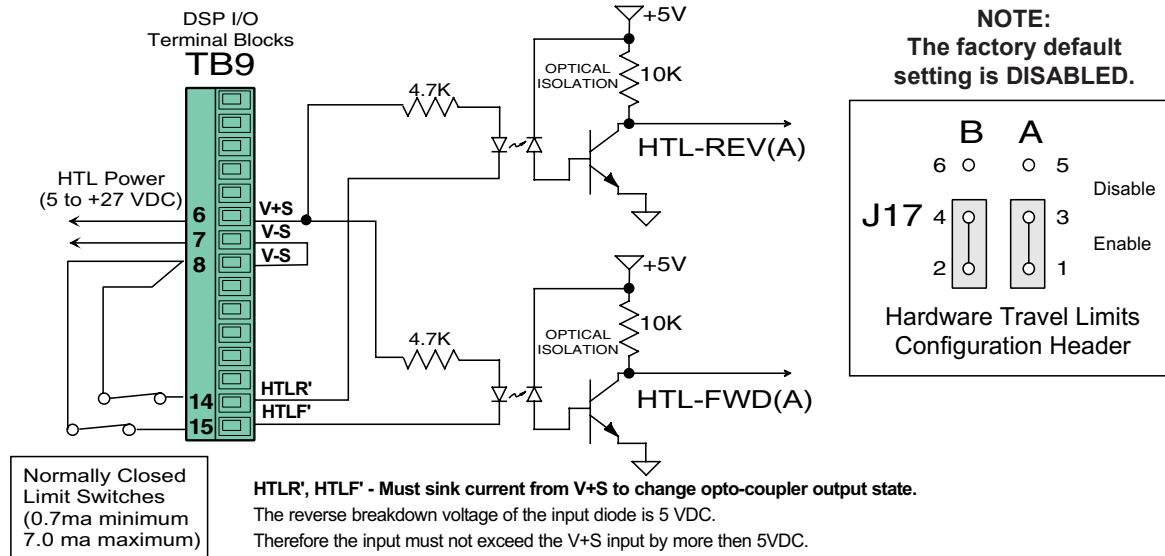 DSP I/O
Terminal Blocks
TB9
HTL Power
(5 to +27 VDC)
6
7
8
14
15
V+S
V-S
V-S
HTLR'
HTLF'
4.7K
OPTICAL
ISOLATION
+5V
10K
HTL-REV(A)
4.7K
OPTICAL
ISOLATION
+5V
10K
HTL-FWD(A)
NOTE:
The factory default
setting is DISABLED.
B A
6 5
Disable
J17 4 3
Enable
2 1
Hardware Travel Limits
Configuration Header
Normally Closed
Limit Switches
(0.7ma minimum
7.0 ma maximum)
HTLR', HTLF' - Must sink current from V+S to change opto-coupler output state.
The reverse breakdown voltage of the input diode is 5 VDC.
Therefore the input must not exceed the V+S input by more then 5VDC.